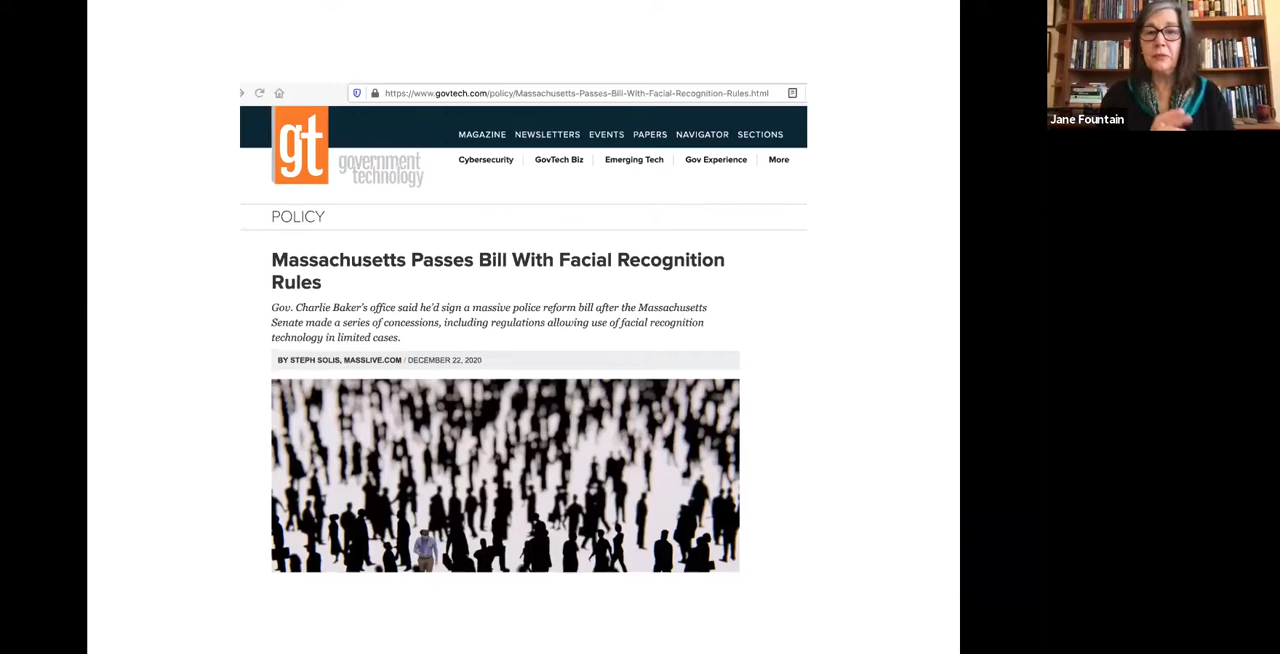 https://www.govtech.com/policy/Massachusetts-Passes-Bill-With-Facial-Recognition-Rules.html
gt
government
technology
MAGAZINE NEWSLETTERS EVENTS PAPERS NAVIGATOR SECTIONS
Cybersecurity GovTech Biz Emerging Tech Gov Experience More
POLICY
Massachusetts Passes Bill With Facial Recognition
Rules
Gov. Charlie Baker's office said he'd sign a massive police reform bill after the Massachusetts
Senate made a series of concessions, including regulations allowing use of facial recognition
technology in limited cases.
BY STEPH SOLIS, MASSLIVE.COM / DECEMBER 22, 2020
Jane Fountain